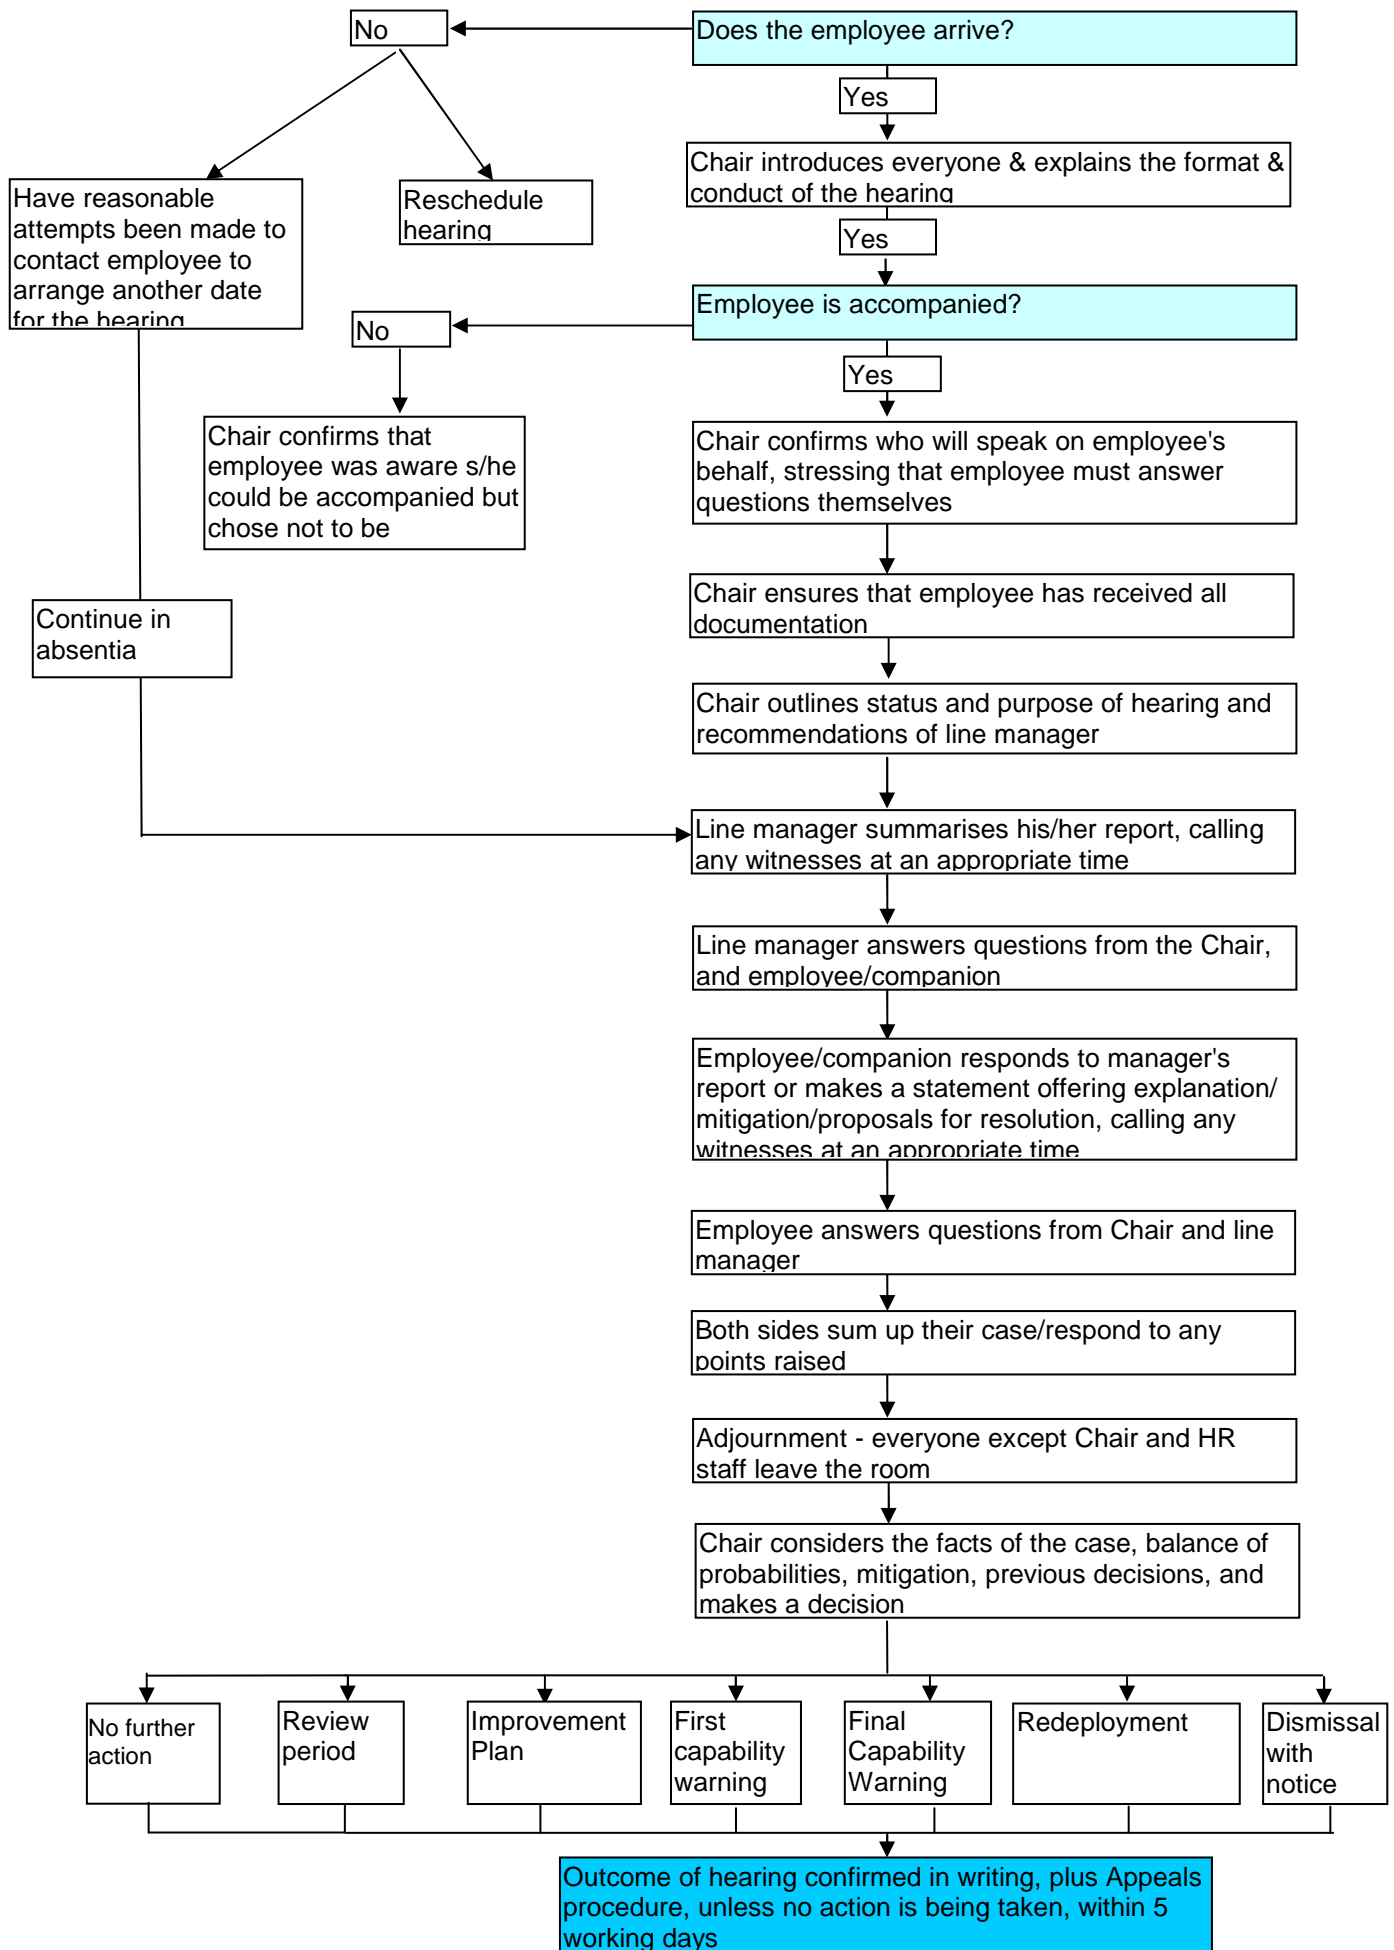 No
Does the employee arrive?
Yes
Chair introduces everyone & explains the format &
conduct of the hearing
Have reasonable
attempts been made to
contact employee to
arrange another date
for the hearing
Reschedule
hearing
Yes
Employee is accompanied?
No
Yes
Chair confirms that
employee was aware s/he
could be accompanied but
chose not to be
Chair confirms who will speak on employee's
behalf, stressing that employee must answer
questions themselves
Chair ensures that employee has received all
documentation
Continue in
absentia
Chair outlines status and purpose of hearing and
recommendations of line manager
Line manager summarises his/her report, calling
any witnesses at an appropriate time
Line manager answers questions from the Chair,
and employee/companion
Employee/companion responds to manager's
report or makes a statement offering explanation/
mitigation/proposals for resolution, calling any
witnesses at an appropriate time
Employee answers questions from Chair and line
manager
Both sides sum up their case/respond to any
points raised
Adjournment - everyone except Chair and HR
staff leave the room
Chair considers the facts of the case, balance of
probabilities, mitigation, previous decisions, and
makes a decision
No further
action
Review
period
Improvement
Plan
First
capability
warning
Final
Capability
Warning
Redeployment
Dismissal
with
notice
Outcome of hearing confirmed in writing, plus Appeals
procedure, unless no action is being taken, within 5
working days